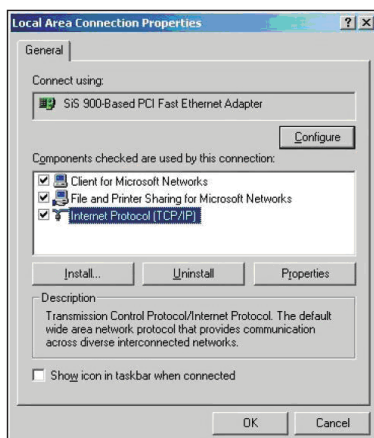 Local Area Connection Properties
General
Connect using:
SiS 900-Based PCI Fast Ethernet Adapter
Configure
Components checked are used by this connection:
Client for Microsoft Networks
File and Printer Sharing for Microsoft Networks
Internet Protocol (TCP/IP)
Install... Uninstall Properties
Description
Transmission Control Protocol/Internet Protocol. The default
wide area network protocol that provides communication
across diverse interconnected networks.
Show icon in taskbar when connected
OK Cancel